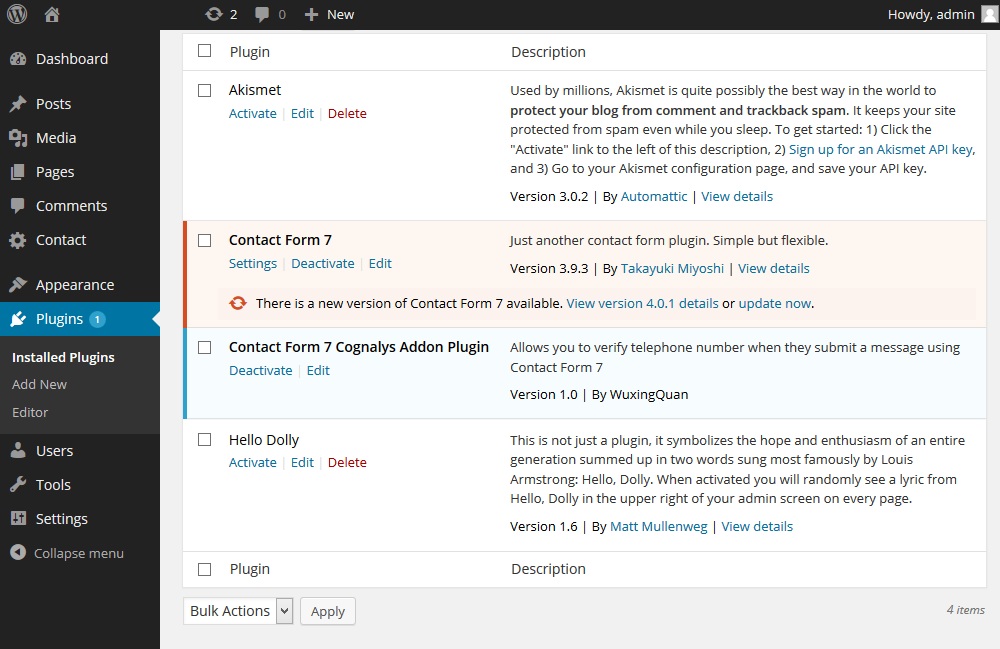 2 0 New Howdy, admin
Dashboard
Posts
Media
Pages
Comments
Contact
Appearance
Plugins 1
Installed Plugins
Add New
Editor
Users
Tools
Settings
Collapse menu
Plugin Description
Akismet
Activate | Edit | Delete
Used by millions, Akismet is quite possibly the best way in the world to
protect your blog from comment and trackback spam. It keeps your site
protected from spam even while you sleep. To get started: 1) Click the
"Activate" link to the left of this description, 2) Sign up for an Akismet API key,
and 3) Go to your Akismet configuration page, and save your API key.
Version 3.0.2 | By Automattic | View details
Contact Form 7
Settings | Deactivate | Edit
Just another contact form plugin. Simple but flexible.
Version 3.9.3 | By Takayuki Miyoshi | View details
There is a new version of Contact Form 7 available. View version 4.0.1 details or update now.
Contact Form 7 Cognalys Addon Plugin
Deactivate | Edit
Allows you to verify telephone number when they submit a message using
Contact Form 7
Version 1.0 | By WuxingQuan
Hello Dolly
Activate | Edit | Delete
This is not just a plugin, it symbolizes the hope and enthusiasm of an entire
generation summed up in two words sung most famously by Louis
Armstrong: Hello, Dolly. When activated you will randomly see a lyric from
Hello, Dolly in the upper right of your admin screen on every page.
Version 1.6 | By Matt Mullenweg | View details
Plugin Description
Bulk Actions Apply 4 items